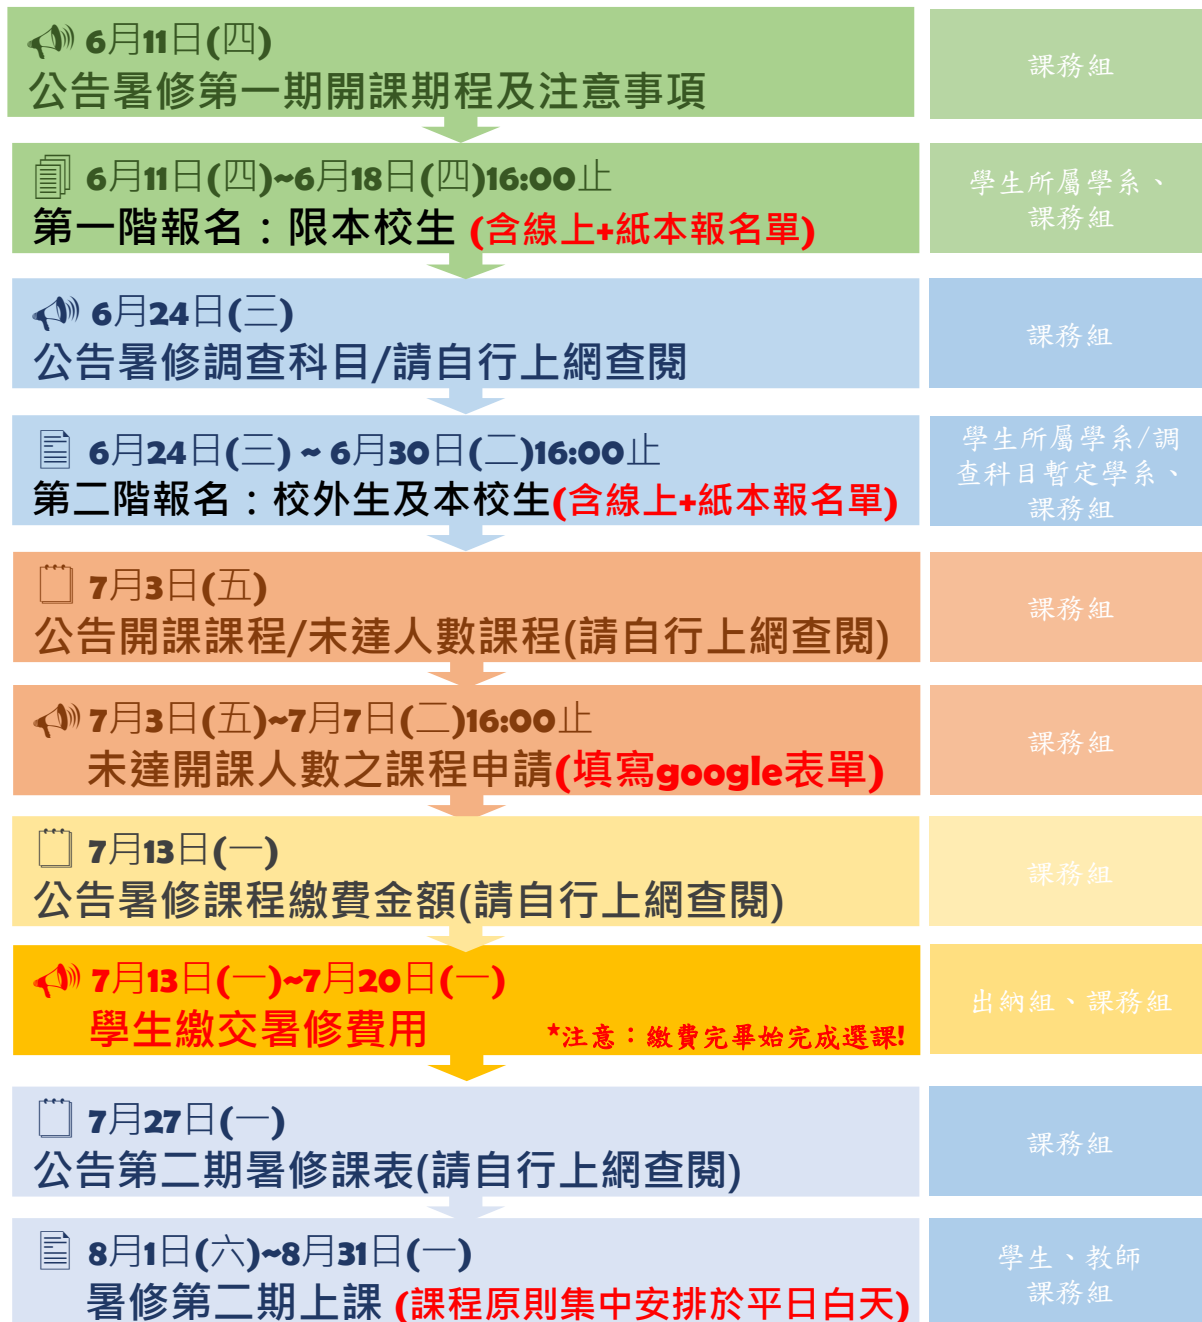 6月11日(四)
公告暑修第一期開課期程及注意事項
課務組
6月11日(四)~6月18日(四)16:00止
第一階報名：限本校生 (含線上+紙本報名單)
學生所屬學系、
課務組
6月24日(三)
公告暑修調查科目/請自行上網查閱
課務組
6月24日(三) ~ 6月30日(二)16:00止
第二階報名：校外生及本校生(含線上+紙本報名單)
學生所屬學系/調
查科目暫定學系、
課務組
7月3日(五)
公告開課課程/未達人數課程(請自行上網查閱)
課務組
7月3日(五)~7月7日(二)16:00止
未達開課人數之課程申請(填寫google表單)
課務組
7月13日(一)
公告暑修課程繳費金額(請自行上網查閱)
課務組
7月13日(一)~7月20日(一)
學生繳交暑修費用 *注意：繳費完畢始完成選課!
出納組、課務組
7月27日(一)
公告第二期暑修課表(請自行上網查閱)
課務組
8月1日(六)~8月31日(一)
暑修第二期上課 (課程原則集中安排於平日白天)
學生、教師
課務組